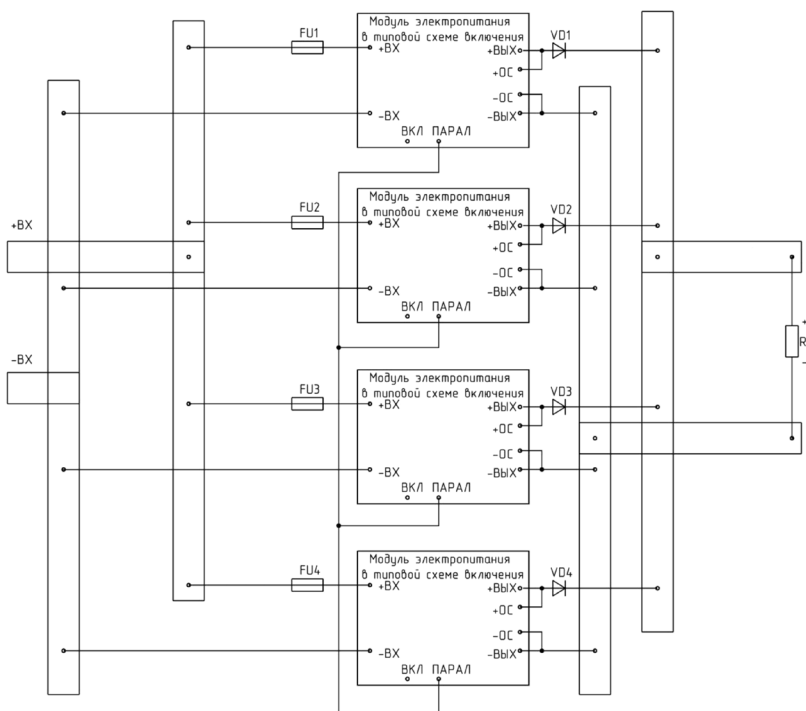 FU1
Модуль электропитания
в типовой схеме включения
+ВХ
+ВЫХ
VD1
+ОС
-ОС
-ВХ
-ВЫХ
ВКЛ ПАРАЛ
FU2
Модуль электропитания
в типовой схеме включения
+ВХ
+ВЫХ
VD2
+ВХ
+ОС
-ОС
-ВХ
-ВЫХ
ВКЛ ПАРАЛ
+
R
-
-ВХ
FU3
Модуль электропитания
в типовой схеме включения
+ВХ
+ВЫХ
VD3
+ОС
-ОС
-ВХ
-ВЫХ
ВКЛ ПАРАЛ
FU4
Модуль электропитания
в типовой схеме включения
+ВХ
+ВЫХ
VD4
+ОС
-ОС
-ВХ
-ВЫХ
ВКЛ ПАРАЛ